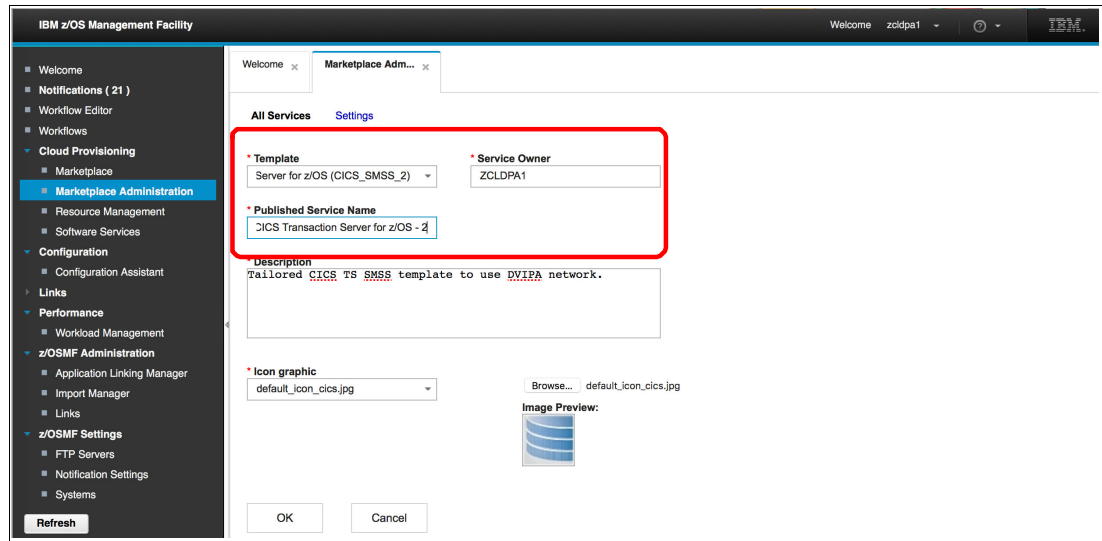 IBM z/OS Management Facility
Welcome zcldpa1
IBM.
Welcome
Notifications ( 21 )
Workflow Editor
Workflows
Cloud Provisioning
Marketplace
Marketplace Administration
Resource Management
Software Services
Configuration
Configuration Assistant
Links
Performance
Workload Management
z/OSMF Administration
Application Linking Manager
Import Manager
Links
z/OSMF Settings
FTP Servers
Notification Settings
Systems
Refresh
Welcome Marketplace Adm...
All Services Settings
* Template * Service Owner
Server for z/OS (CICS_SMSS_2) ZCLDPA1
* Published Service Name
CICS Transaction Server for z/OS - 2
* Description
Tailored CICS TS SMSS template to use DVIPA network.
* Icon graphic
default_icon_cics.jpg Browse... default_icon_cics.jpg
Image Preview:
OK Cancel